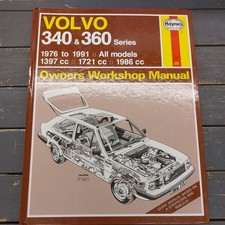 VOLVO
Haynes
340 & 360 Series
1976 to 1991 □ All models
1397 cc □ 1721 cc □ 1986 cc
Owners Workshop Manual